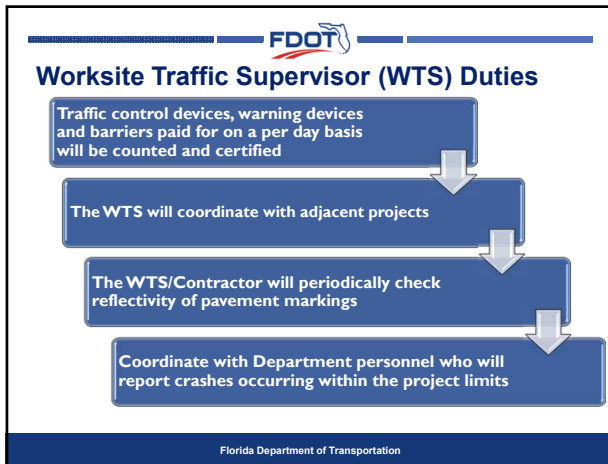 FDOT
Worksite Traffic Supervisor (WTS) Duties
Traffic control devices, warning devices
and barriers paid for on a per day basis
will be counted and certified
The WTS will coordinate with adjacent projects
The WTS/Contractor will periodically check
reflectivity of pavement markings
Coordinate with Department personnel who will
report crashes occurring within the project limits
Florida Department of Transportation